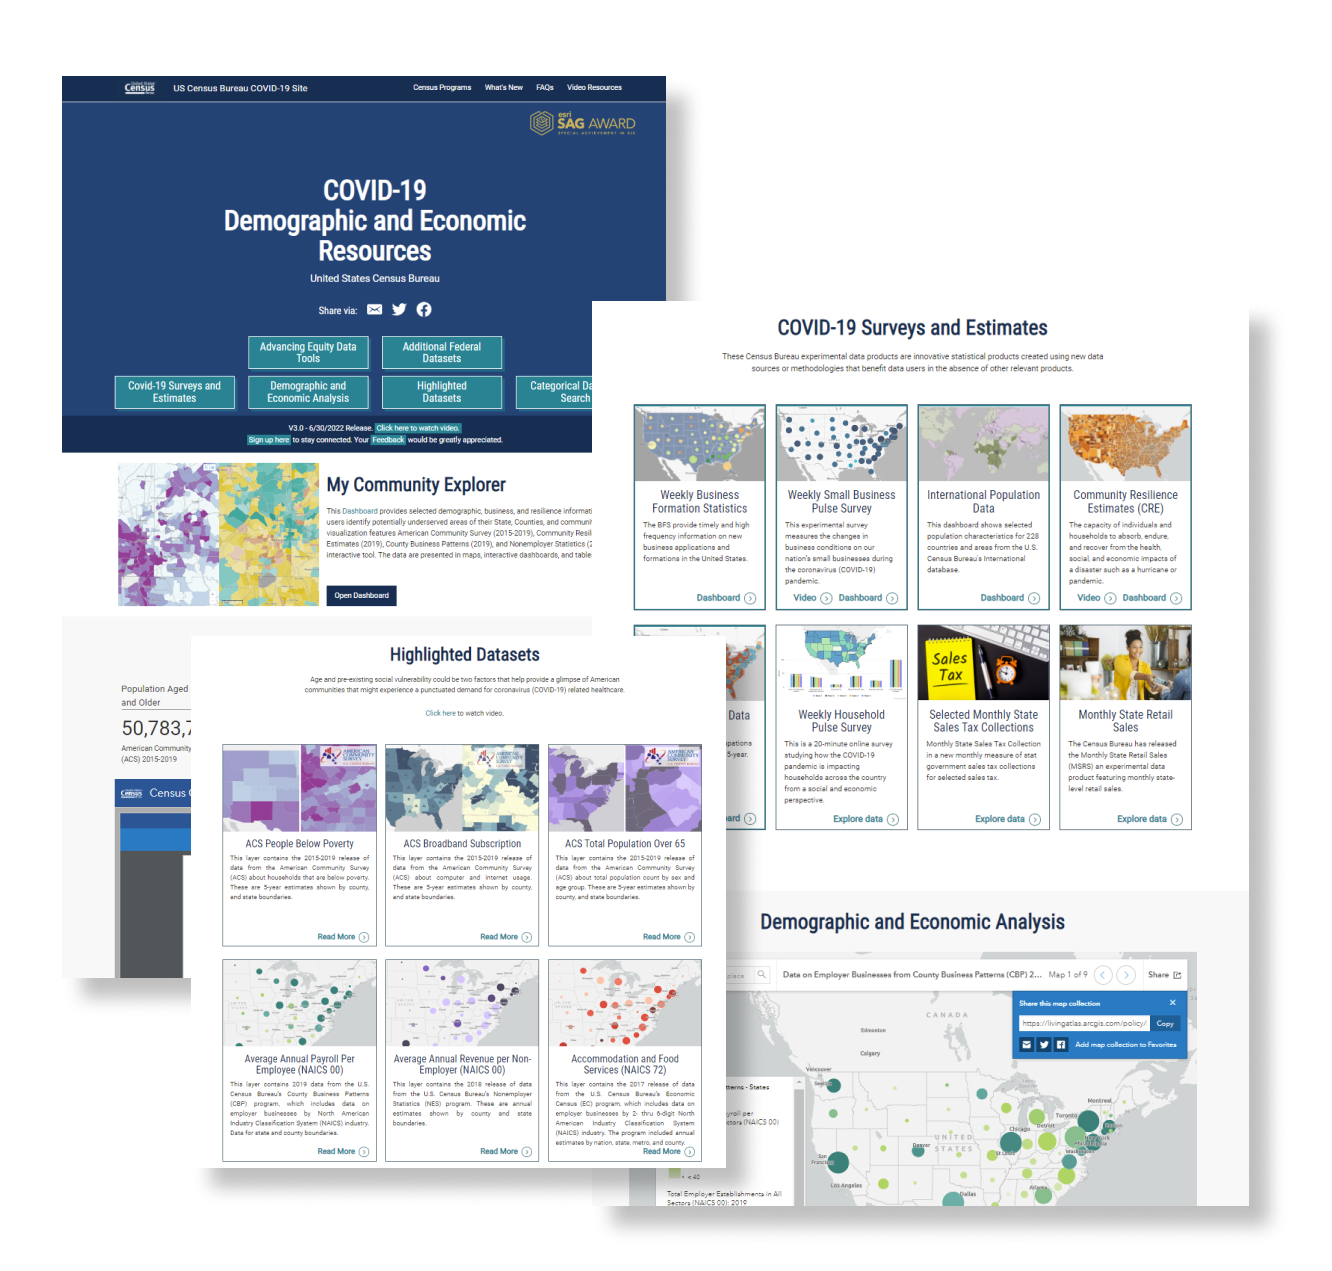 United States
Census
Bureau
US Census Bureau COVID-19 Site
Census Programs
What's New
FAQs
Video Resources
esri
SAG AWARD
SPECIAL ACHIEVEMENT IN GIS
COVID-19
Demographic and Economic
Resources
United States Census Bureau
Share via:
Advancing Equity Data
Tools
Additional Federal
Datasets
Covid-19 Surveys and
Estimates
Demographic and
Economic Analysis
Highlighted
Datasets
Categorical Da
Search
V3.0 - 6/30/2022 Release. Click here to watch video.
Sign up here to stay connected. Your Feedback would be greatly appreciated.
My Community Explorer
This Dashboard provides selected demographic, business, and resilience informati
users identify potentially underserved areas of their State, Counties, and communit
visualization features American Community Survey (2015-2019), Community Resili
Estimates (2019), County Business Patterns (2019), and Nonemployer Statistics (2
interactive tool. The data are presented in maps, interactive dashboards, and table
Open Dashboard
Population Aged
and Older
50,783,7
American Community
(ACS) 2015-2019
Census
Census
Highlighted Datasets
Age and pre-existing social vulnerability could be two factors that help provide a glimpse of American
communities that might experience a punctuated demand for coronavirus (COVID-19) related healthcare.
Click here to watch video.
AMERICAN
COMMUNITY
SURVEY
AMERICAN
COMMUNITY
SURVEY
AMERICAN
COMMUNITY
SURVEY
ACS People Below Poverty
This layer contains the 2015-2019 release of
data from the American Community Survey
(ACS) about households that are below poverty.
These are 5-year estimates shown by county,
and state boundaries.
Read More
ACS Broadband Subscription
This layer contains the 2015-2019 release of
data from the American Community Survey
(ACS) about computer and internet usage.
These are 5-year estimates shown by county,
and state boundaries.
Read More
ACS Total Population Over 65
This layer contains the 2015-2019 release of
data from the American Community Survey
(ACS) about total population count by sex and
age group. These are 5-year estimates shown by
county, and state boundaries.
Read More
Average Annual Payroll Per
Employee (NAICS 00)
This layer contains 2019 data from the U.S.
Census Bureau's County Business Patterns
(CBP) program, which includes data on
employer businesses by North American
Industry Classification System (NAICS) industry.
Data for state and county boundaries.
Read More
Average Annual Revenue per Non-
Employer (NAICS 00)
This layer contains the 2018 release of data
from the U.S. Census Bureau's Nonemployer
Statistics (NES) program. These are annual
estimates shown by county and state
boundaries.
Read More
Accommodation and Food
Services (NAICS 72)
This layer contains the 2017 release of data
from the U.S. Census Bureau's Economic
Census (EC) program, which includes data on
employer businesses by 2- thru 6-digit North
American Industry Classification System
(NAICS) industry. The program included annual
estimates by nation, state, metro, and county.
Read More
COVID-19 Surveys and Estimates
These Census Bureau experimental data products are innovative statistical products created using new data
sources or methodologies that benefit data users in the absence of other relevant products.
Weekly Business
Formation Statistics
The BFS provide timely and high
frequency information on new
business applications and
formations in the United States.
Dashboard
Weekly Small Business
Pulse Survey
This experimental survey
measures the changes in
business conditions on our
nation's small businesses during
the coronavirus (COVID-19)
pandemic.
Video Dashboard
International Population
Data
This dashboard shows selected
population characteristics for 228
countries and areas from the U.S.
Census Bureau's International
database.
Dashboard
Community Resilience
Estimates (CRE)
The capacity of individuals and
households to absorb, endure,
and recover from the health,
social, and economic impacts of
a disaster such as a hurricane or
pandemic.
Video Dashboard
Data
pations
5-year.
ard
Weekly Household
Pulse Survey
This is a 20-minute online survey
studying how the COVID-19
pandemic is impacting
households across the country
from a social and economic
perspective.
Explore data
Sales
Tax
Selected Monthly State
Sales Tax Collections
Monthly State Sales Tax Collection
in a new monthly measure of stat
government sales tax collections
for selected sales tax.
Explore data
Monthly State Retail
Sales
The Census Bureau has released
the Monthly State Retail Sales
(MSRS) an experimental data
product featuring monthly state-
level retail sales.
Explore data
Demographic and Economic Analysis
place
Data on Employer Businesses from County Business Patterns (CBP) 2...
Map 1 of 9
Share
Share this map collection
https://livingatlas.arcgis.com/policy/
Copy
Add map collection to Favorites
CANADA
Edmonton
Calgary
Vancouver
Seattle
Montreal
Toronto
Boston
Chicago
Detroit
New York
Philadelphia
Washington
UNITED
STATES
Denver
St Louis
San
Francisco
Los Angeles
Atlanta
Dallas
tterns - States
yroll per
ctors (NAICS 00)
< 40
Total Employer Establishments in All
Sectors (NAICS 00): 2019